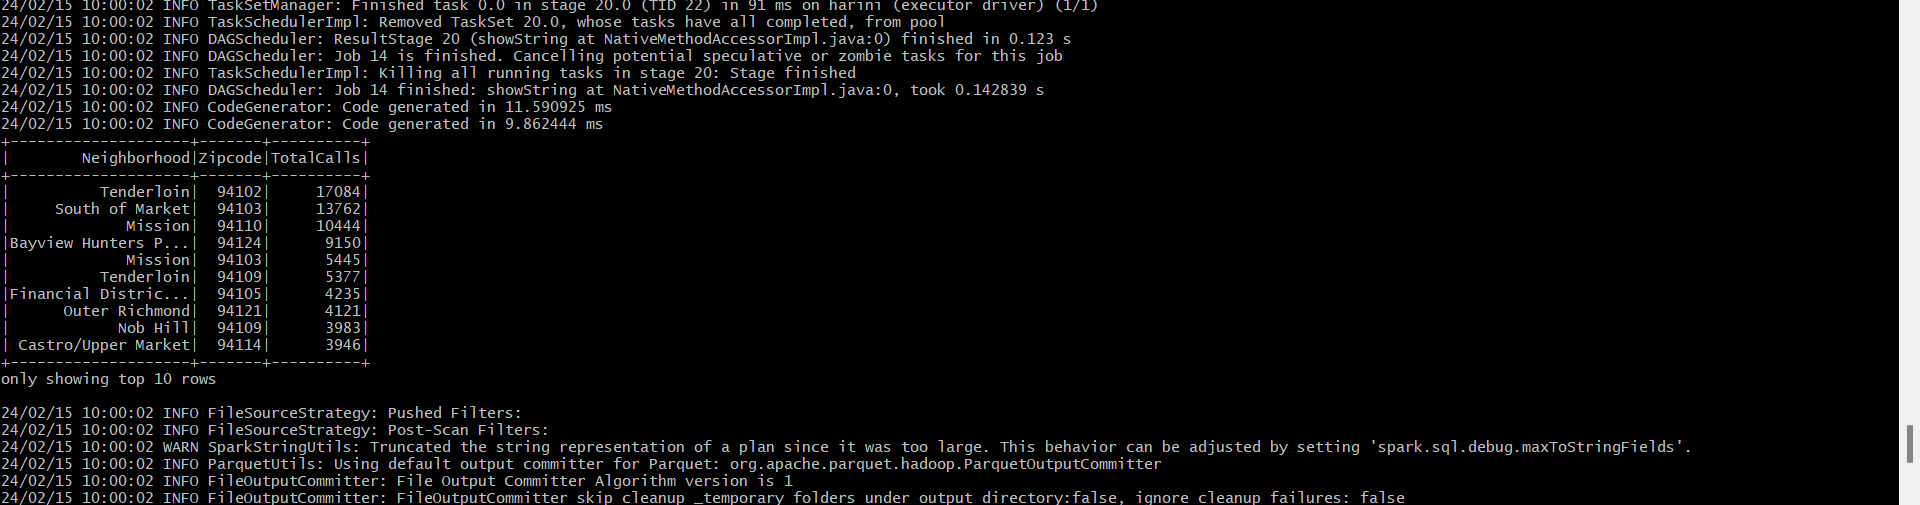 24/02/15 10:00:02 INFO TaskSetManager: Finished task 0.0 in stage 20.0 (TID 22) in 91 ms on harini (executor driver) (1/1)
24/02/15 10:00:02 INFO TaskSchedulerImpl: Removed TaskSet 20.0, whose tasks have all completed, from pool
24/02/15 10:00:02 INFO DAGScheduler: ResultStage 20 (showString at NativeMethodAccessorImpl.java:0) finished in 0.123 s
24/02/15 10:00:02 INFO DAGScheduler: Job 14 is finished. Cancelling potential speculative or zombie tasks for this job
24/02/15 10:00:02 INFO TaskSchedulerImpl: Killing all running tasks in stage 20: Stage finished
24/02/15 10:00:02 INFO DAGScheduler: Job 14 finished: showString at NativeMethodAccessorImpl.java:0, took 0.142839 s
24/02/15 10:00:02 INFO CodeGenerator: Code generated in 11.590925 ms
24/02/15 10:00:02 INFO CodeGenerator: Code generated in 9.862444 ms
+--------------------+-------+----------+
|        Neighborhood|Zipcode|TotalCalls|
+--------------------+-------+----------+
|          Tenderloin|  94102|     17084|
|     South of Market|  94103|     13762|
|             Mission|  94110|     10444|
|Bayview Hunters P...|  94124|      9150|
|             Mission|  94103|      5445|
|          Tenderloin|  94109|      5377|
|Financial Distric...|  94105|      4235|
|      Outer Richmond|  94121|      4121|
|            Nob Hill|  94109|      3983|
| Castro/Upper Market|  94114|      3946|
+--------------------+-------+----------+
only showing top 10 rows
24/02/15 10:00:02 INFO FileSourceStrategy: Pushed Filters:
24/02/15 10:00:02 INFO FileSourceStrategy: Post-Scan Filters:
24/02/15 10:00:02 WARN SparkStringUtils: Truncated the string representation of a plan since it was too large. This behavior can be adjusted by setting 'spark.sql.debug.maxToStringFields'.
24/02/15 10:00:02 INFO ParquetUtils: Using default output committer for Parquet: org.apache.parquet.hadoop.ParquetOutputCommitter
24/02/15 10:00:02 INFO FileOutputCommitter: File Output Committer Algorithm version is 1
24/02/15 10:00:02 INFO FileOutputCommitter: FileOutputCommitter skip cleanup _temporary folders under output directory:false, ignore cleanup failures: false